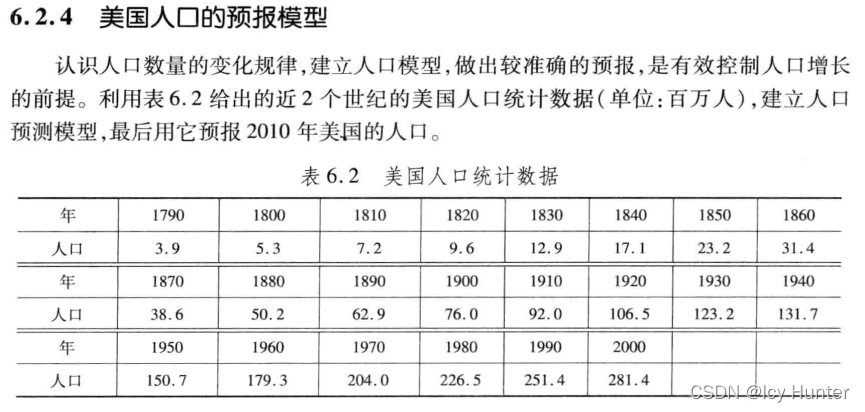 6.2.4 美国人口的预报模型
认识人口数量的变化规律,建立人口模型,做出较准确的预报,是有效控制人口增长
的前提。利用表6.2给出的近2个世纪的美国人口统计数据(单位:百万人),建立人口
预测模型,最后用它预报2010年美国的人口。
表6.2 美国人口统计数据
年 1790 1800 1810 1820 1830 1840 1850 1860
人口 3.9 5.3 7.2 9.6 12.9 17.1 23.2 31.4
年 1870 1880 1890 1900 1910 1920 1930 1940
人口 38.6 50.2 62.9 76.0 92.0 106.5 123.2 131.7
年 1950 1960 1970 1980 1990 2000
人口 150.7 179.3 204.0 226.5 251.4 281.4
CSDN @Icy Hunter